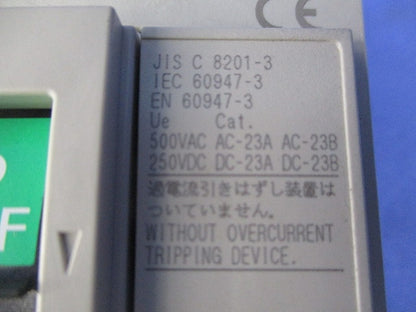 CE
JIS C 8201-3
IEC 60947-3
EN 60947-3
Ue Cat.
500VAC AC-23A AC-23B
250VDC DC-23A DC-23B
過電流引きはずし装置は
ついていません。
WITHOUT OVERCURRENT
TRIPPING DEVICE.
F